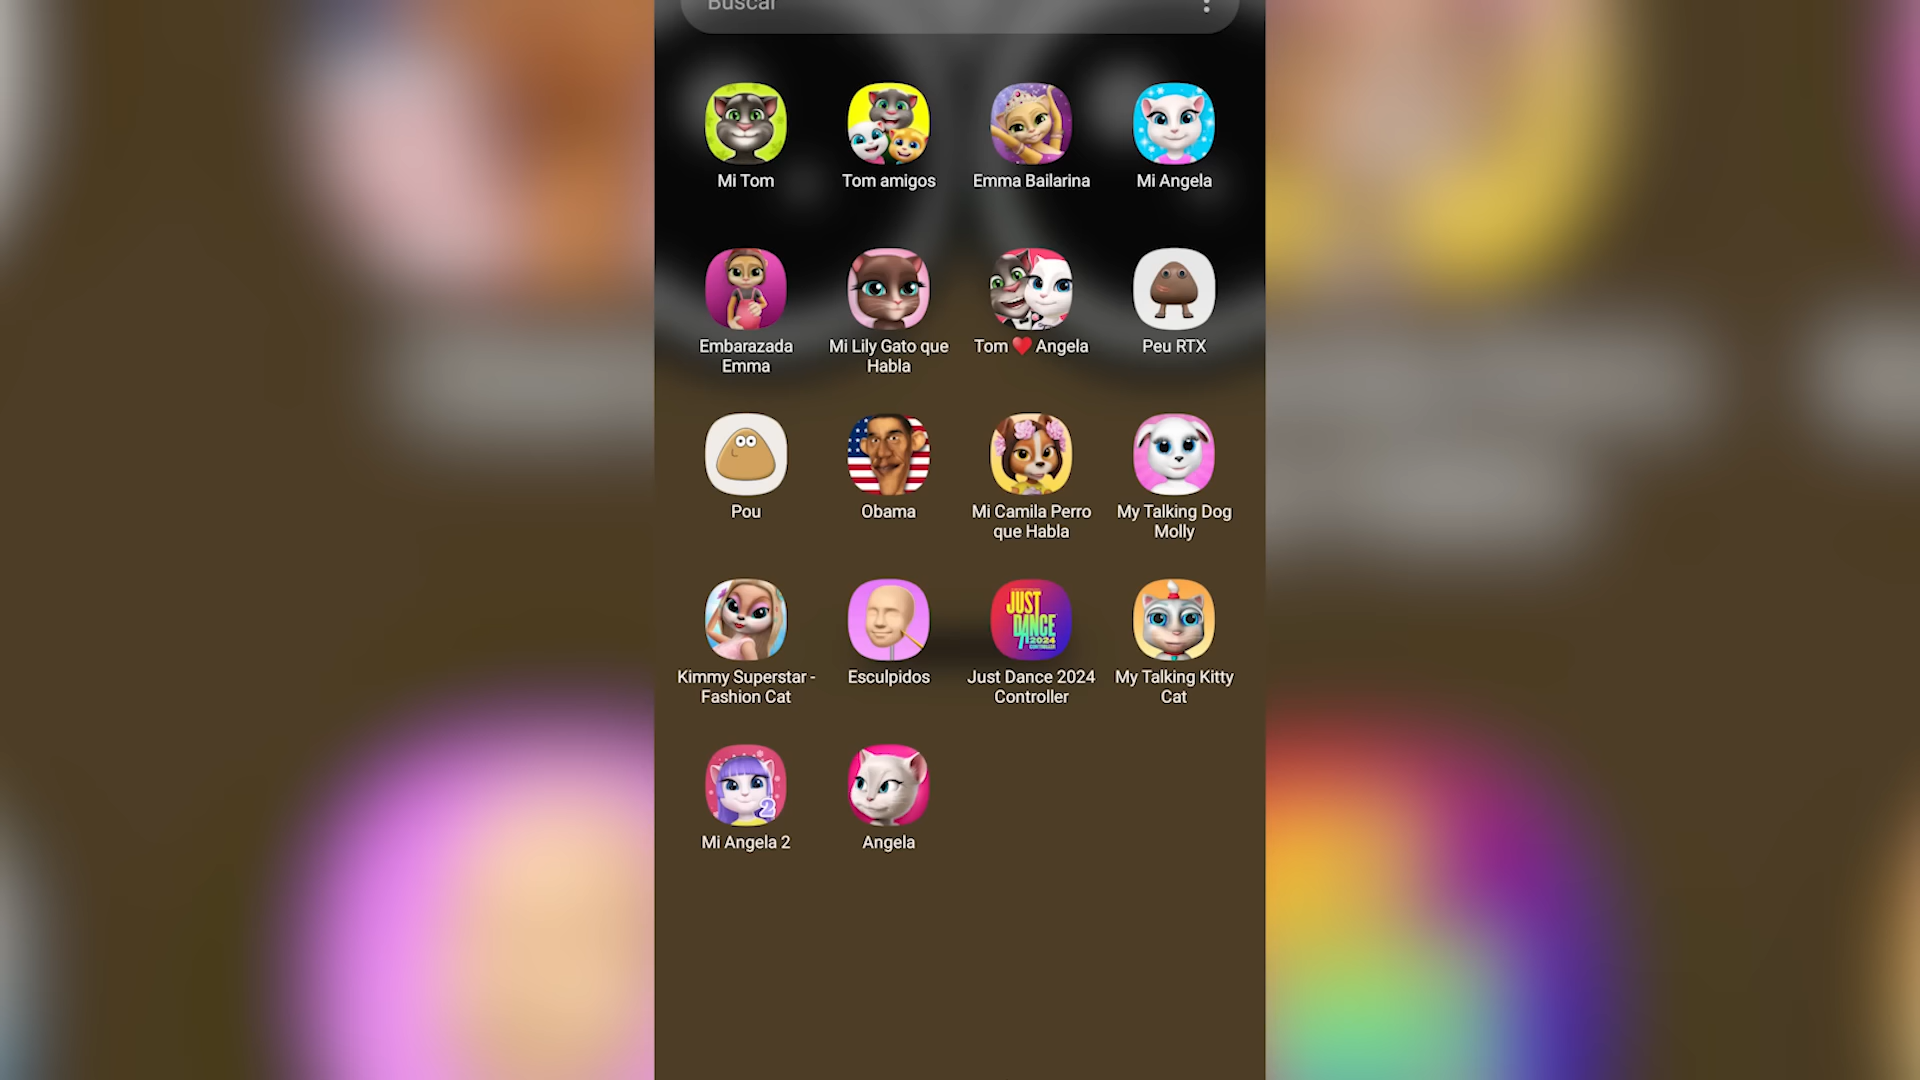 Buscar
Mi Tom
Tom amigos
Emma Bailarina
Mi Angela
Embarazada
Emma
Mi Lily Gato que
Habla
Tom ❤️ Angela
Peu RTX
Pou
Obama
Mi Camila Perro
que Habla
My Talking Dog
Molly
JUST
DANCE
2024
CONTROLLER
Kimmy Superstar -
Fashion Cat
Esculpidos
Just Dance 2024
Controller
My Talking Kitty
Cat
2
Mi Angela 2
Angela